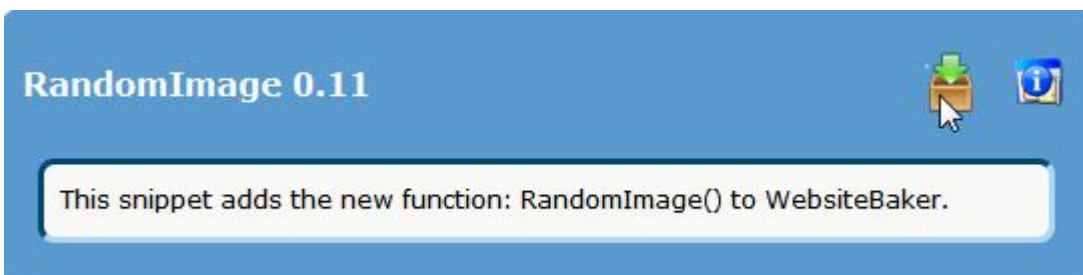 RandomImage 0.11
This snippet adds the new function: RandomImage() to WebsiteBaker.